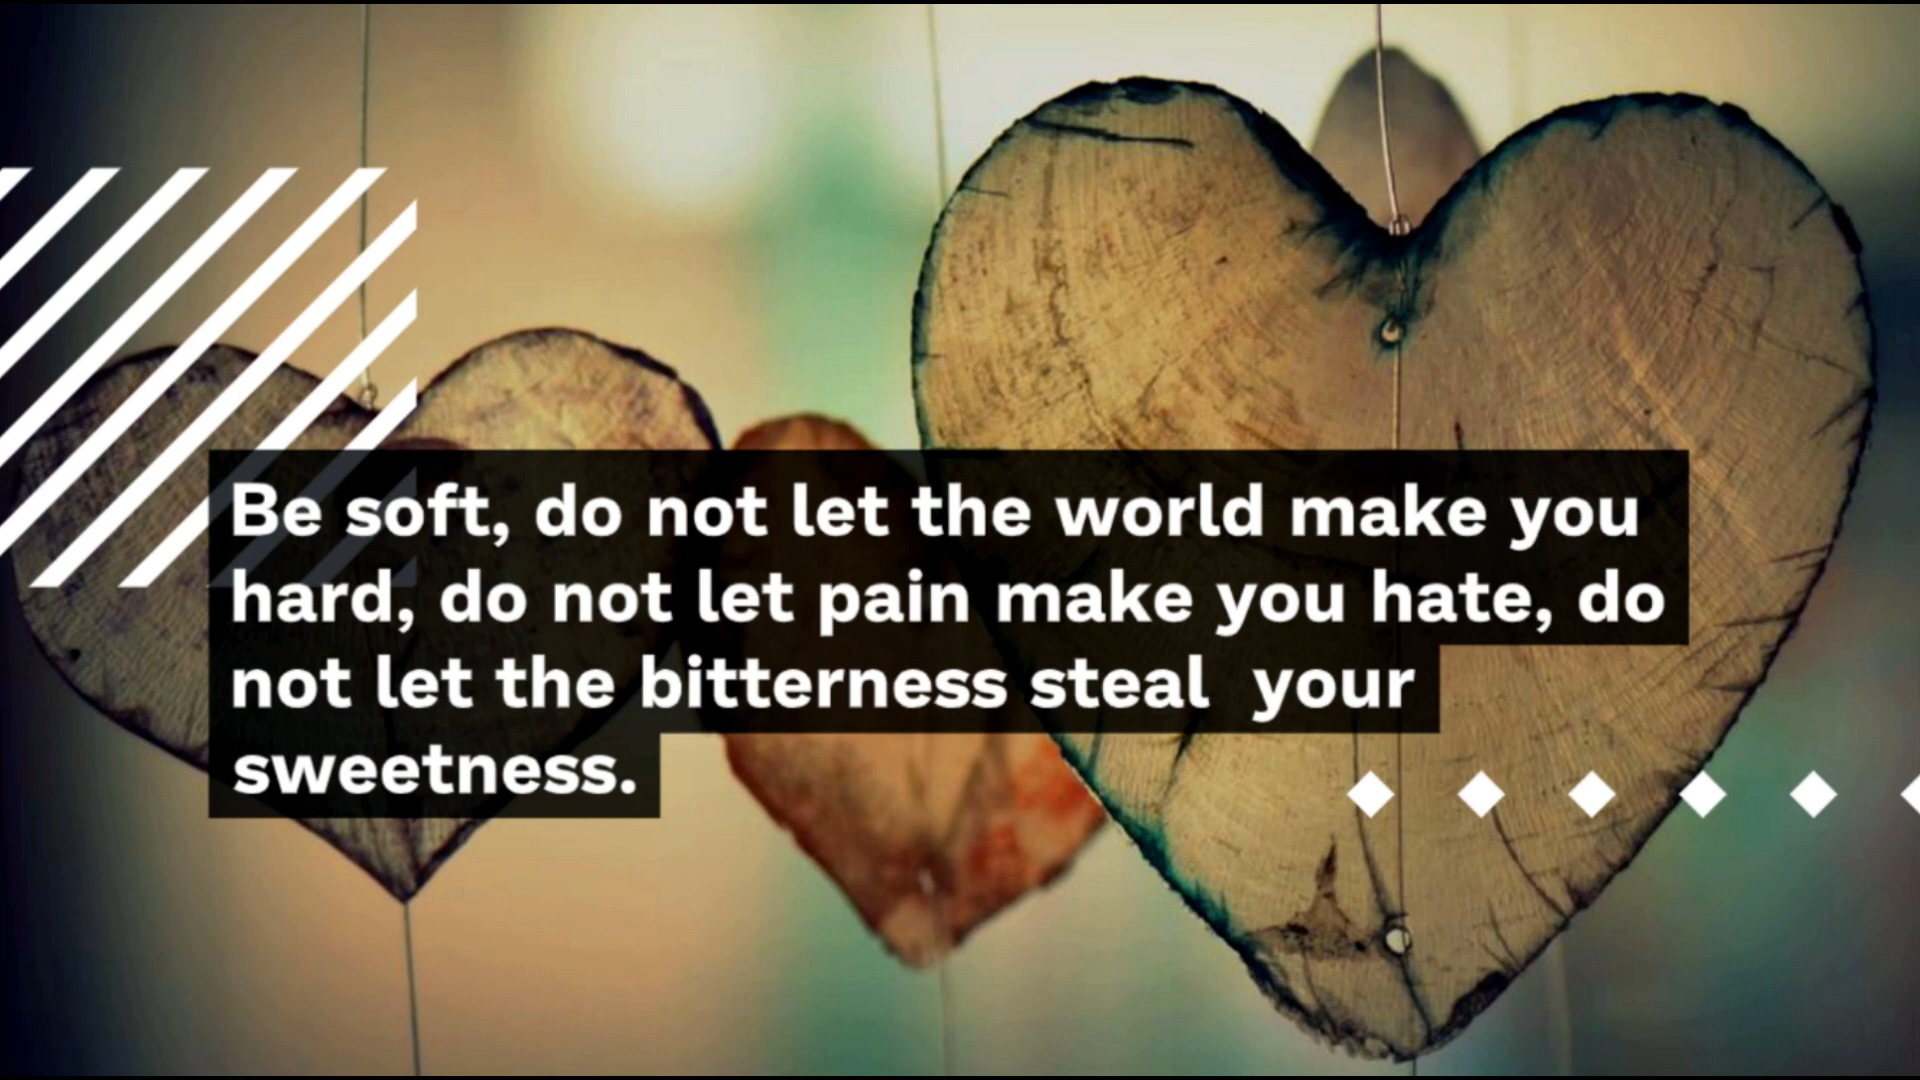 Be soft, do not let the world make you
hard, do not let pain make you hate, do
not let the bitterness steal  your
sweetness.